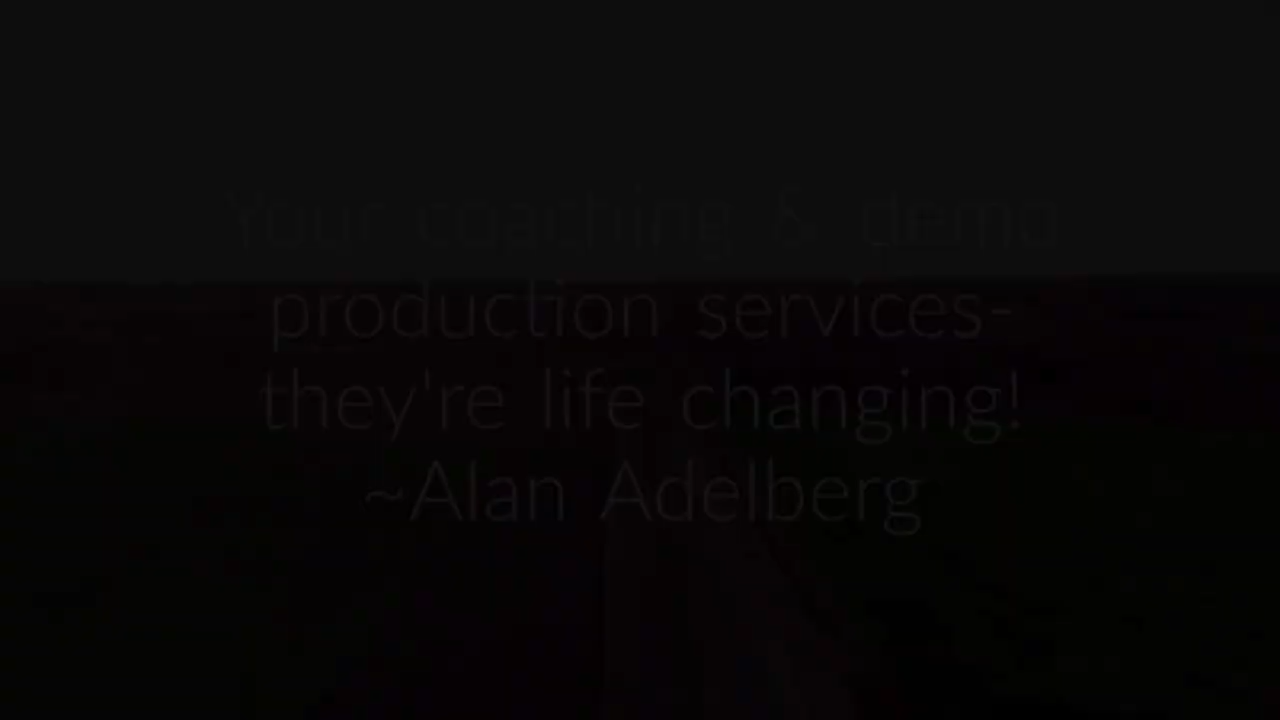 Your coaching & demo
production services-
they're life changing!
~Alan Adelberg